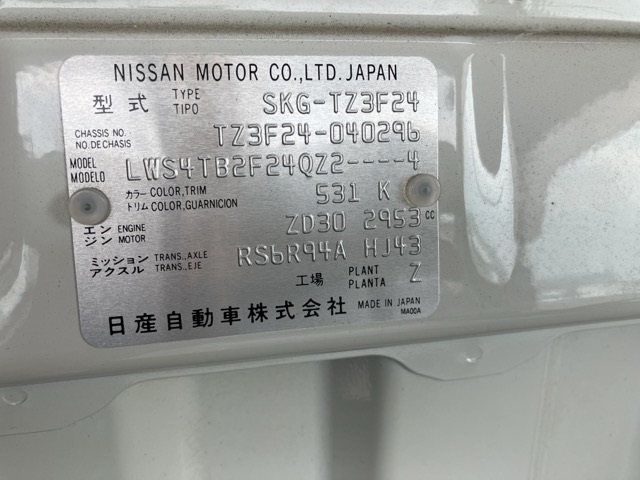 NISSAN MOTOR CO.,LTD. JAPAN
型式 TYPE TIPO SKG-TZ3F24
CHASSIS NO. NO.DECHASIS TZ3F24-040296
MODEL MODELO LWS4TB2F24QZ2----4
カラー COLOR,TRIM トリム COLOR,GUARNICION 531 K
エンジン ENGINE MOTOR ZD30 2953 cc
ミッション TRANS.,AXLE アクスル TRANS.,EJE RS6R94A HJ43
工場 PLANT PLANTA Z
日産自動車株式会社 MADE IN JAPAN
MA00A